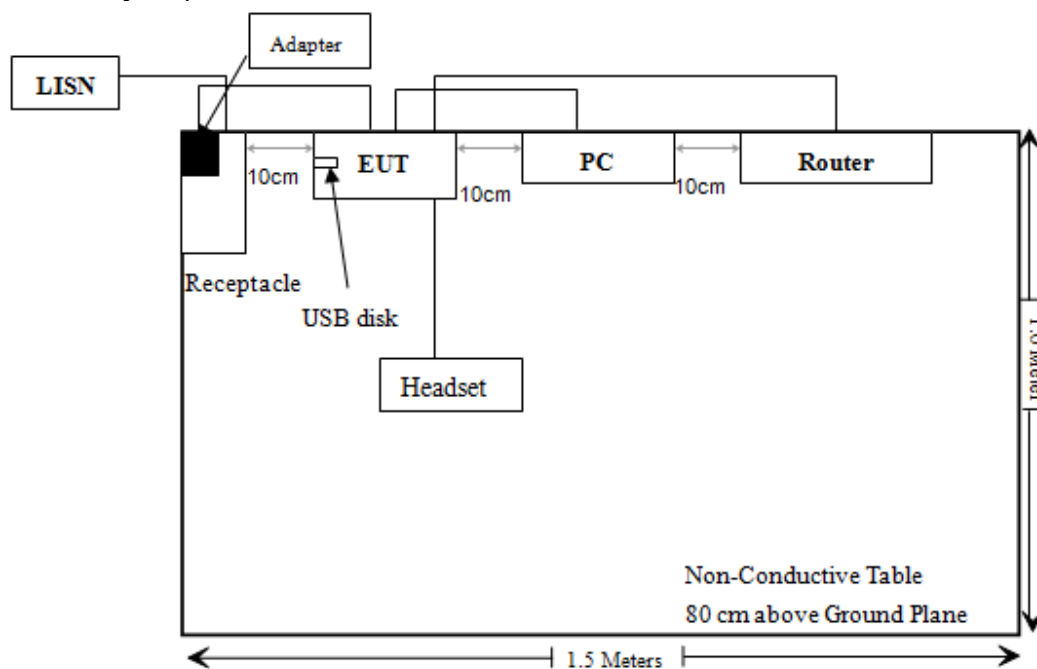 Adapter
LISN
EUT
PC
Router
10cm
10cm
10cm
Receptacle
USB disk
Headset
Non-Conductive Table
80 cm above Ground Plane
1.5 Meters